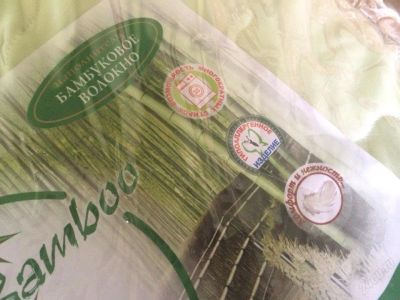 БАМБУКОВОЕ
ВОЛОКНО
ГИПОАЛЛЕРГЕННОЕ
ИЗДЕЛИЕ
Комфорт и нежность
Bamboo